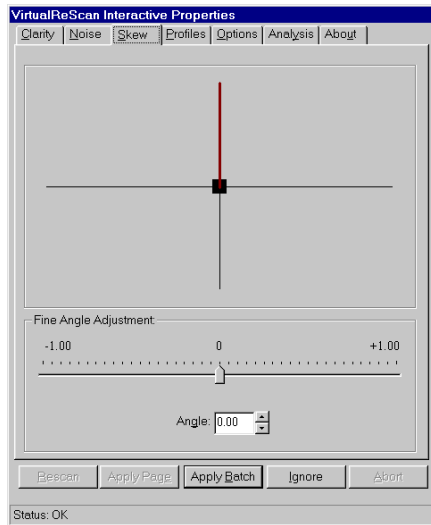 VirtualReScan Interactive Properties
Clarity Noise Skew Profiles Options Analysis About
Fine Angle Adjustment:
-1.00 0 +1.00
Angle: 0.00
Rescan Apply Page Apply Batch Ignore Abort
Status: OK